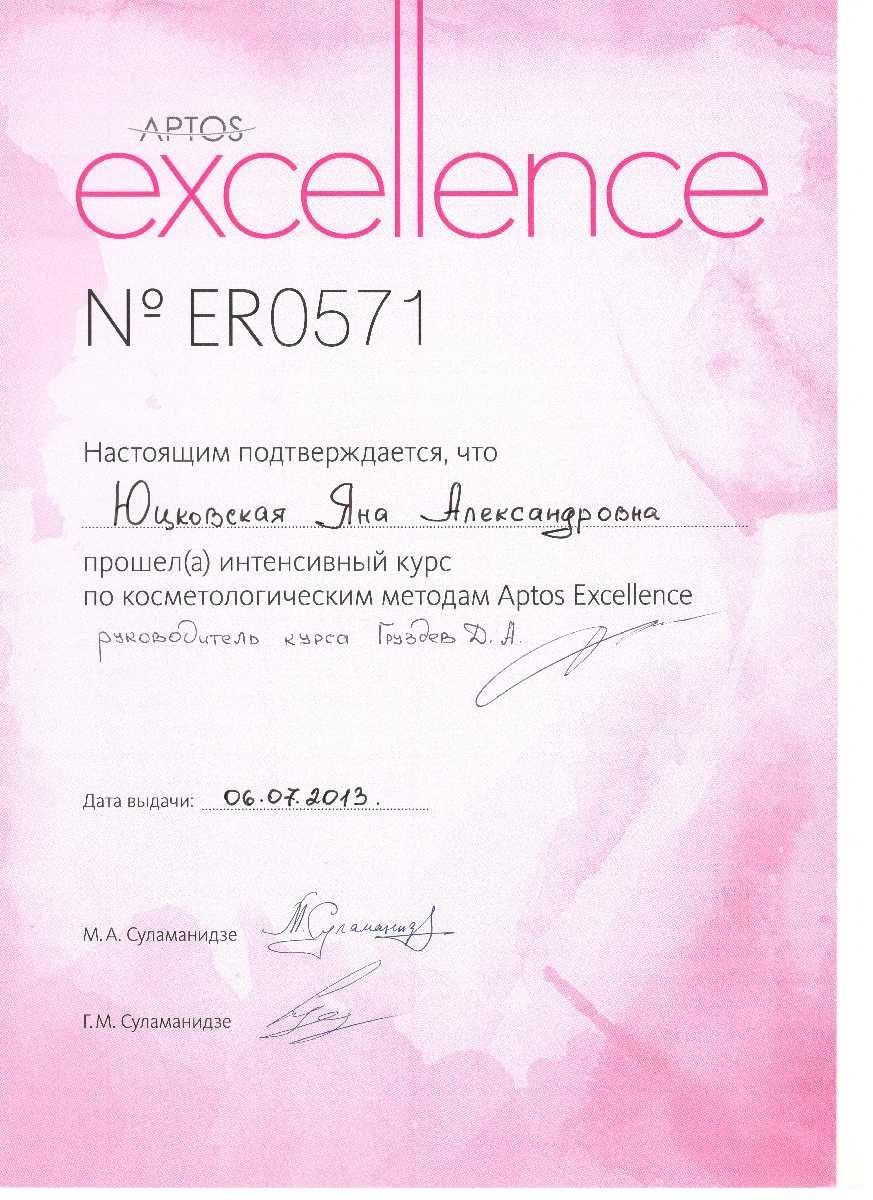 APTOS
excellence
№ ER0571
Настоящим подтверждается, что
Юцковская Яна Александровна
прошел(а) интенсивный курс
по косметологическим методам Aptos Excellence
руководитель курса Груздев Д. А.
Дата выдачи: 06.07.2013.
М. А. Суламанидзе М.Суламанидз
Г. М. Суламанидзе